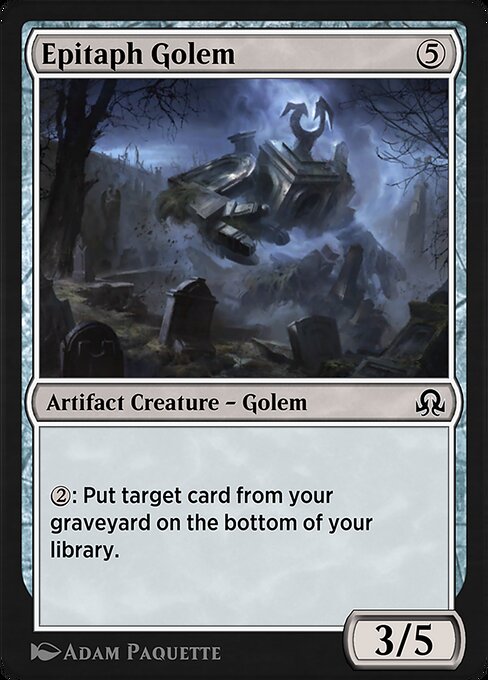 Epitaph Golem 5
Artifact Creature – Golem
2: Put target card from your
graveyard on the bottom of your
library.
3/5
Adam Paquette